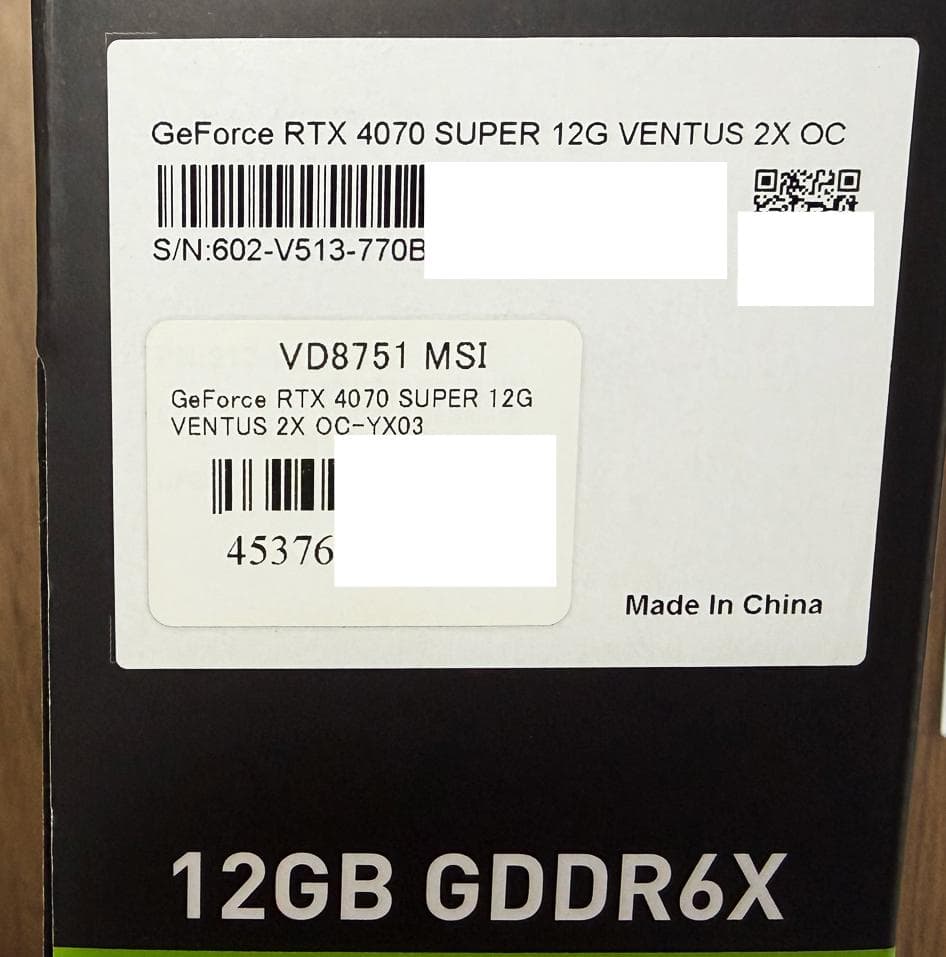 GeForce RTX 4070 SUPER 12G VENTUS 2X OC
S/N:602-V513-770B
VD8751 MSI
GeForce RTX 4070 SUPER 12G
VENTUS 2X OC-YX03
45376
Made In China
12GB GDDR6X